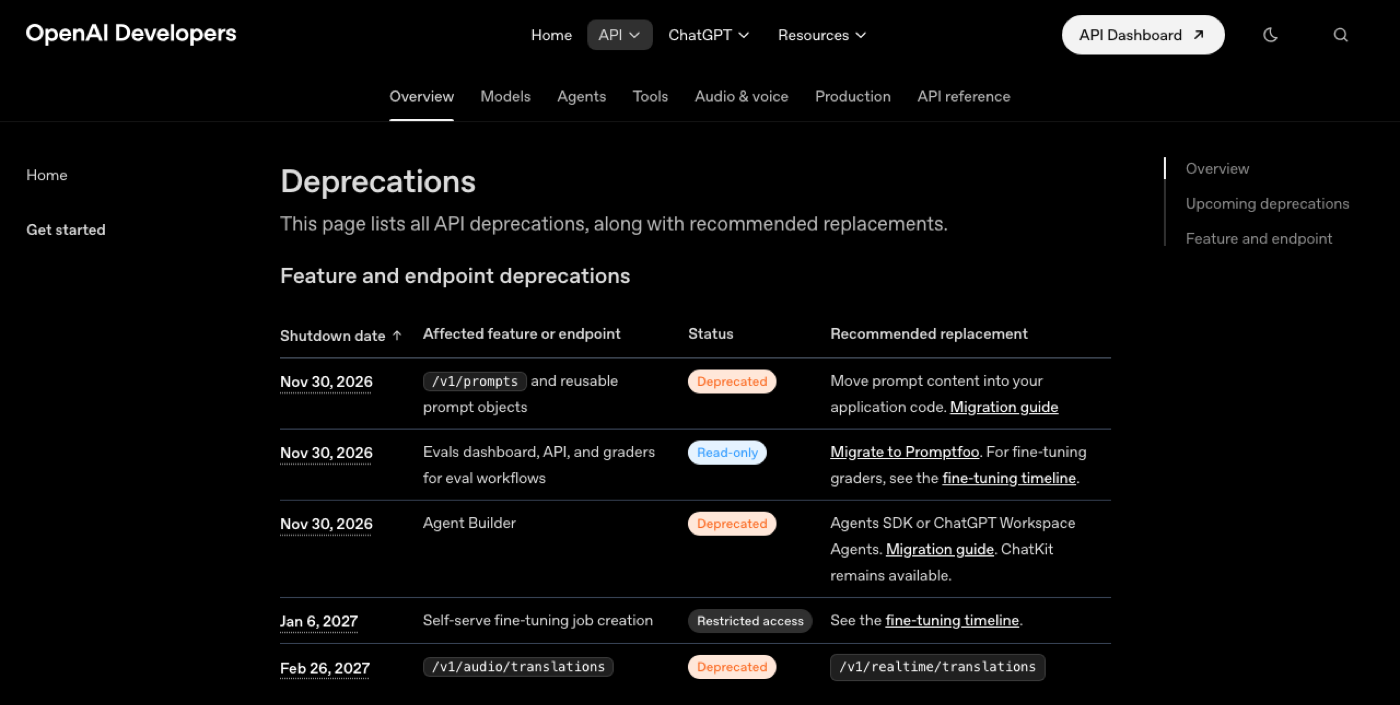 OpenAI Developers
Home
API
ChatGPT
Resources
API Dashboard ↗
Overview
Models
Agents
Tools
Audio & voice
Production
API reference
Home
Get started
Deprecations
This page lists all API deprecations, along with recommended replacements.
Feature and endpoint deprecations
Shutdown date ↑ Affected feature or endpoint Status Recommended replacement
Nov 30, 2026 /v1/prompts and reusable Deprecated Move prompt content into your
prompt objects application code. Migration guide
Nov 30, 2026 Evals dashboard, API, and graders Read-only Migrate to Promptfoo. For fine-tuning
for eval workflows graders, see the fine-tuning timeline.
Nov 30, 2026 Agent Builder Deprecated Agents SDK or ChatGPT Workspace
Agents. Migration guide. ChatKit
remains available.
Jan 6, 2027 Self-serve fine-tuning job creation Restricted access See the fine-tuning timeline.
Feb 26, 2027 /v1/audio/translations Deprecated /v1/realtime/translations
Overview
Upcoming deprecations
Feature and endpoint